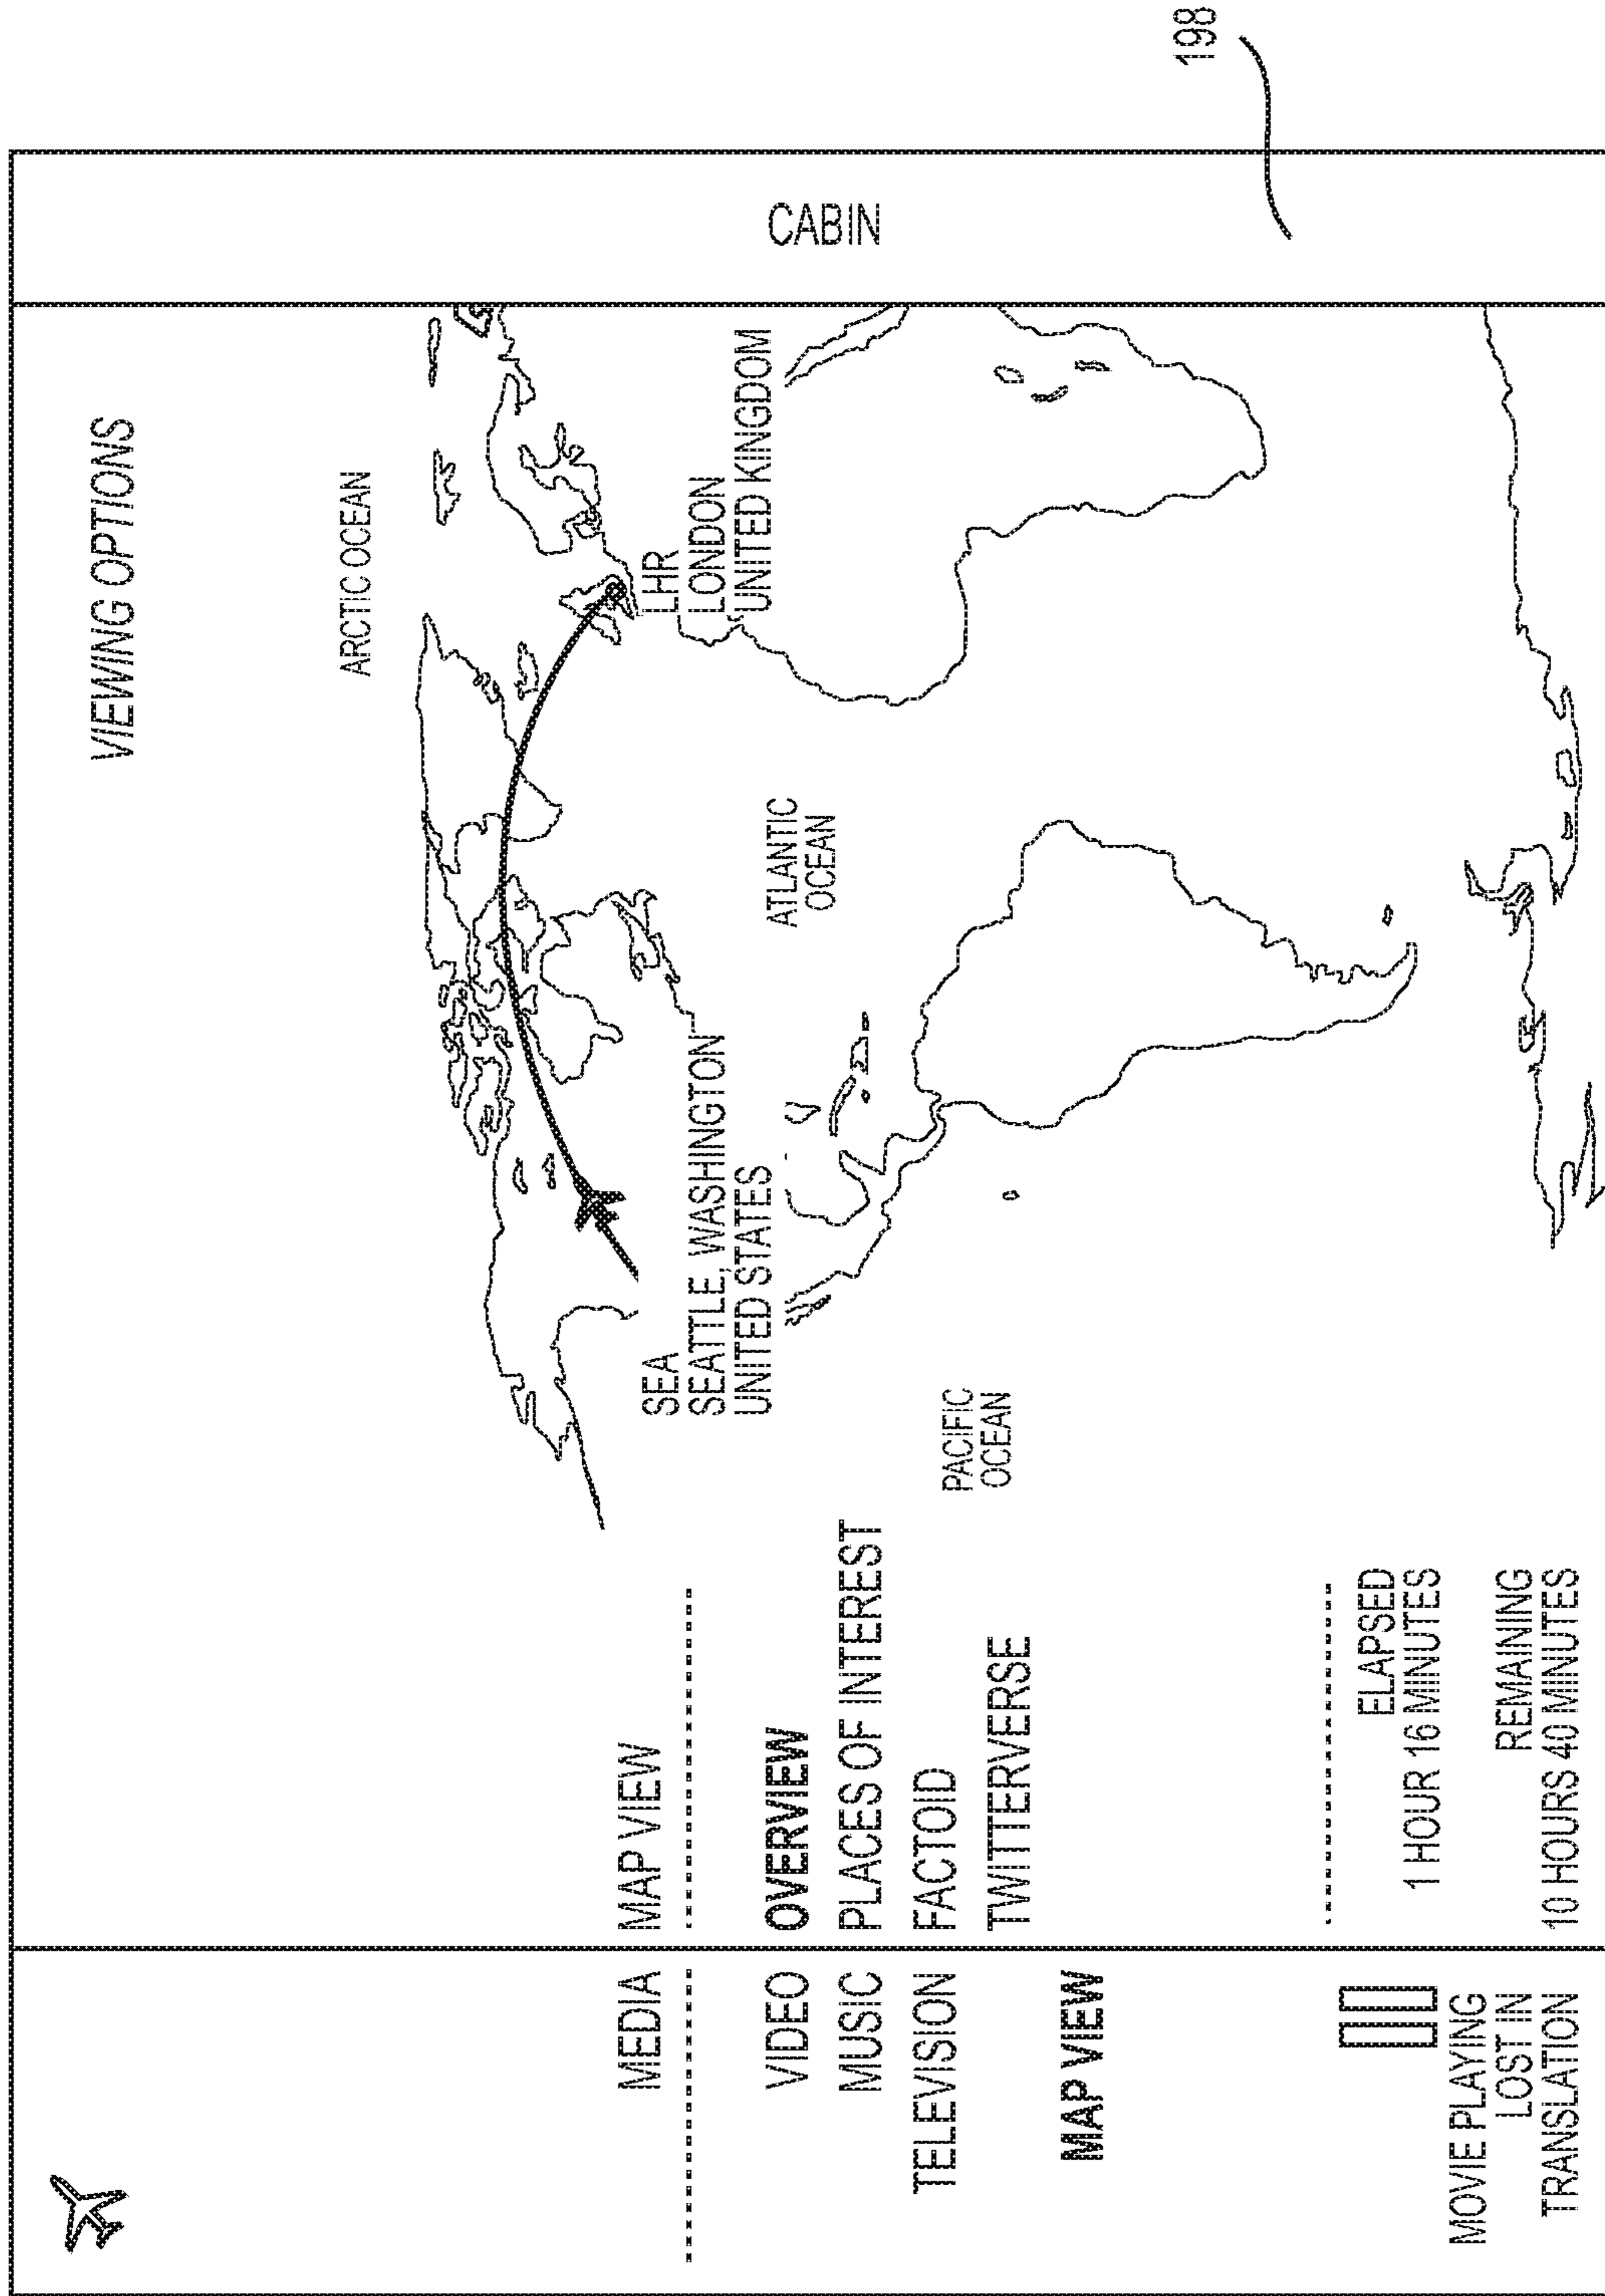 VIEWING OPTIONS
MEDIA
VIDEO
MUSIC
TELEVISION
MAP VIEW
MOVIE PLAYING
LOST IN
TRANSLATION
MAP VIEW
OVERVIEW
PLACES OF INTEREST
FACTOID
TWITTERVERSE
ELAPSED
1 HOUR 16 MINUTES
REMAINING
10 HOURS 40 MINUTES
ARCTIC OCEAN
SEA
SEATTLE, WASHINGTON
UNITED STATES
LHR
LONDON
UNITED KINGDOM
ATLANTIC
OCEAN
PACIFIC
OCEAN
CABIN
198